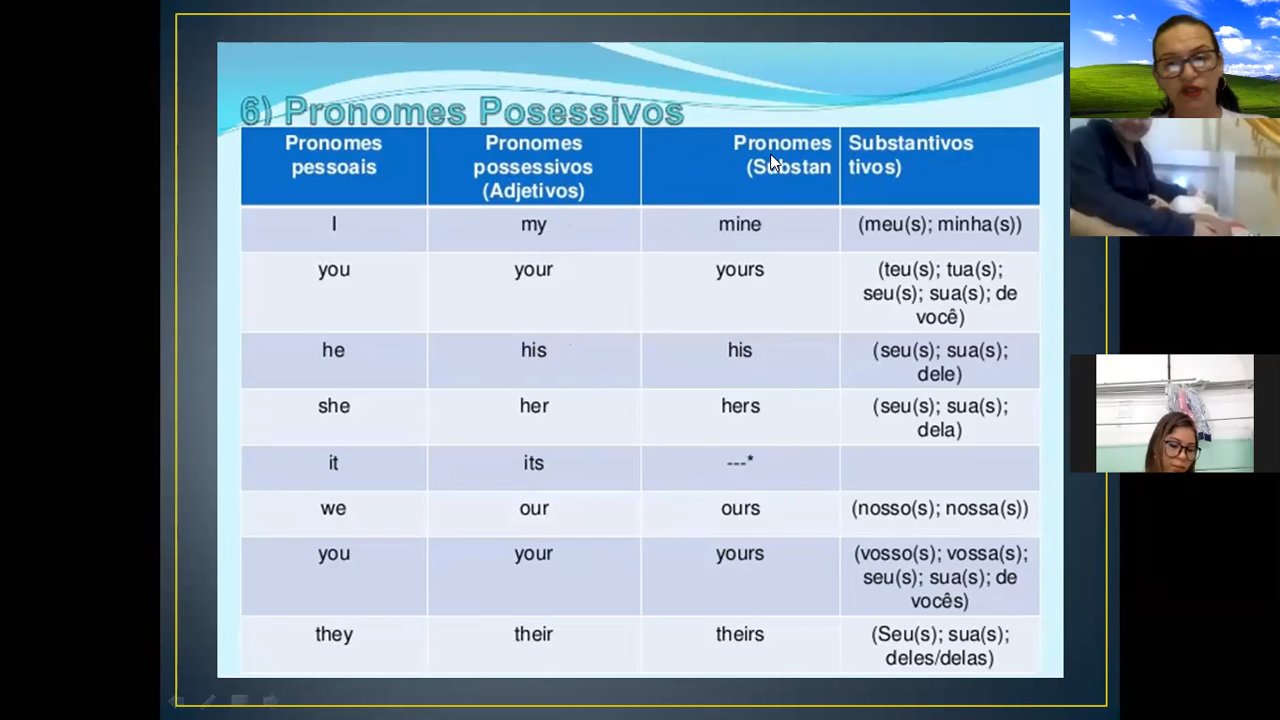 6) Pronomes Posessivos
Pronomes
pessoais
Pronomes
possessivos
(Adjetivos)
Pronomes
(Substan
Substantivos
tivos)
I
my
mine
(meu(s); minha(s))
you
your
yours
(teu(s); tua(s);
seu(s); sua(s); de
você)
he
his
his
(seu(s); sua(s);
dele)
she
her
hers
(seu(s); sua(s);
dela)
it
its
---*
we
our
ours
(nosso(s); nossa(s))
you
your
yours
(vosso(s); vossa(s);
seu(s); sua(s); de
vocês)
they
their
theirs
(Seu(s); sua(s);
deles/delas)